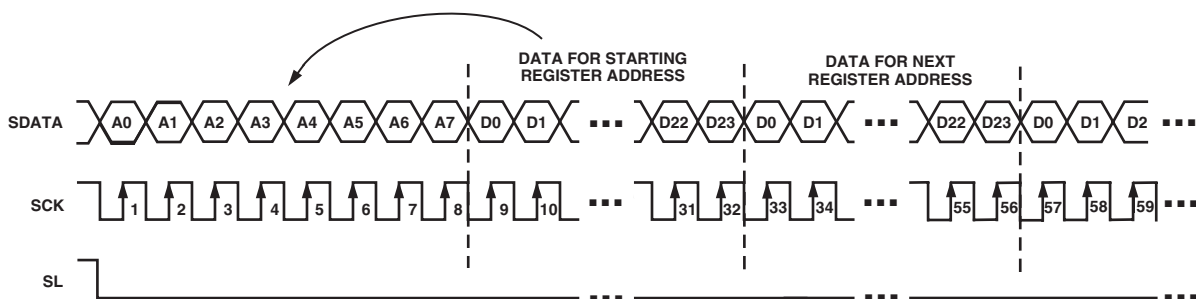 DATA FOR STARTING
REGISTER ADDRESS
DATA FOR NEXT
REGISTER ADDRESS
SDATA A0 A1 A2 A3 A4 A5 A6 A7 D0 D1 ... D22 D23 D0 D1 ... D22 D23 D0 D1 D2 ...
SCK 1 2 3 4 5 6 7 8 9 10 ... 31 32 33 34 ... 55 56 57 58 59 ...
SL ... ... ...